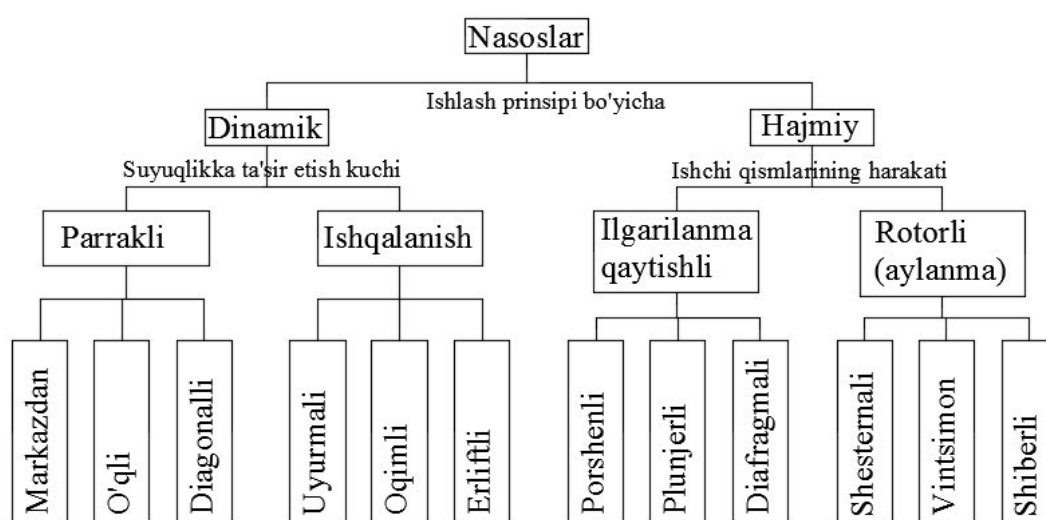 Nasoslar
Ishlash prinsipi bo'yicha
Dinamik
Hajmiy
Suyuqlikka ta'sir etish kuchi
Ishchi qismlarining harakati
Parrakli
Ishqalanish
Ilgarilanma
qaytishli
Rotorli
(aylanma)
Markazdan
O'qli
Diagonalli
Uyurmali
Oqimli
Erliftli
Porshenli
Plunjerli
Diafragmali
Shesternali
Vintsimon
Shiberli